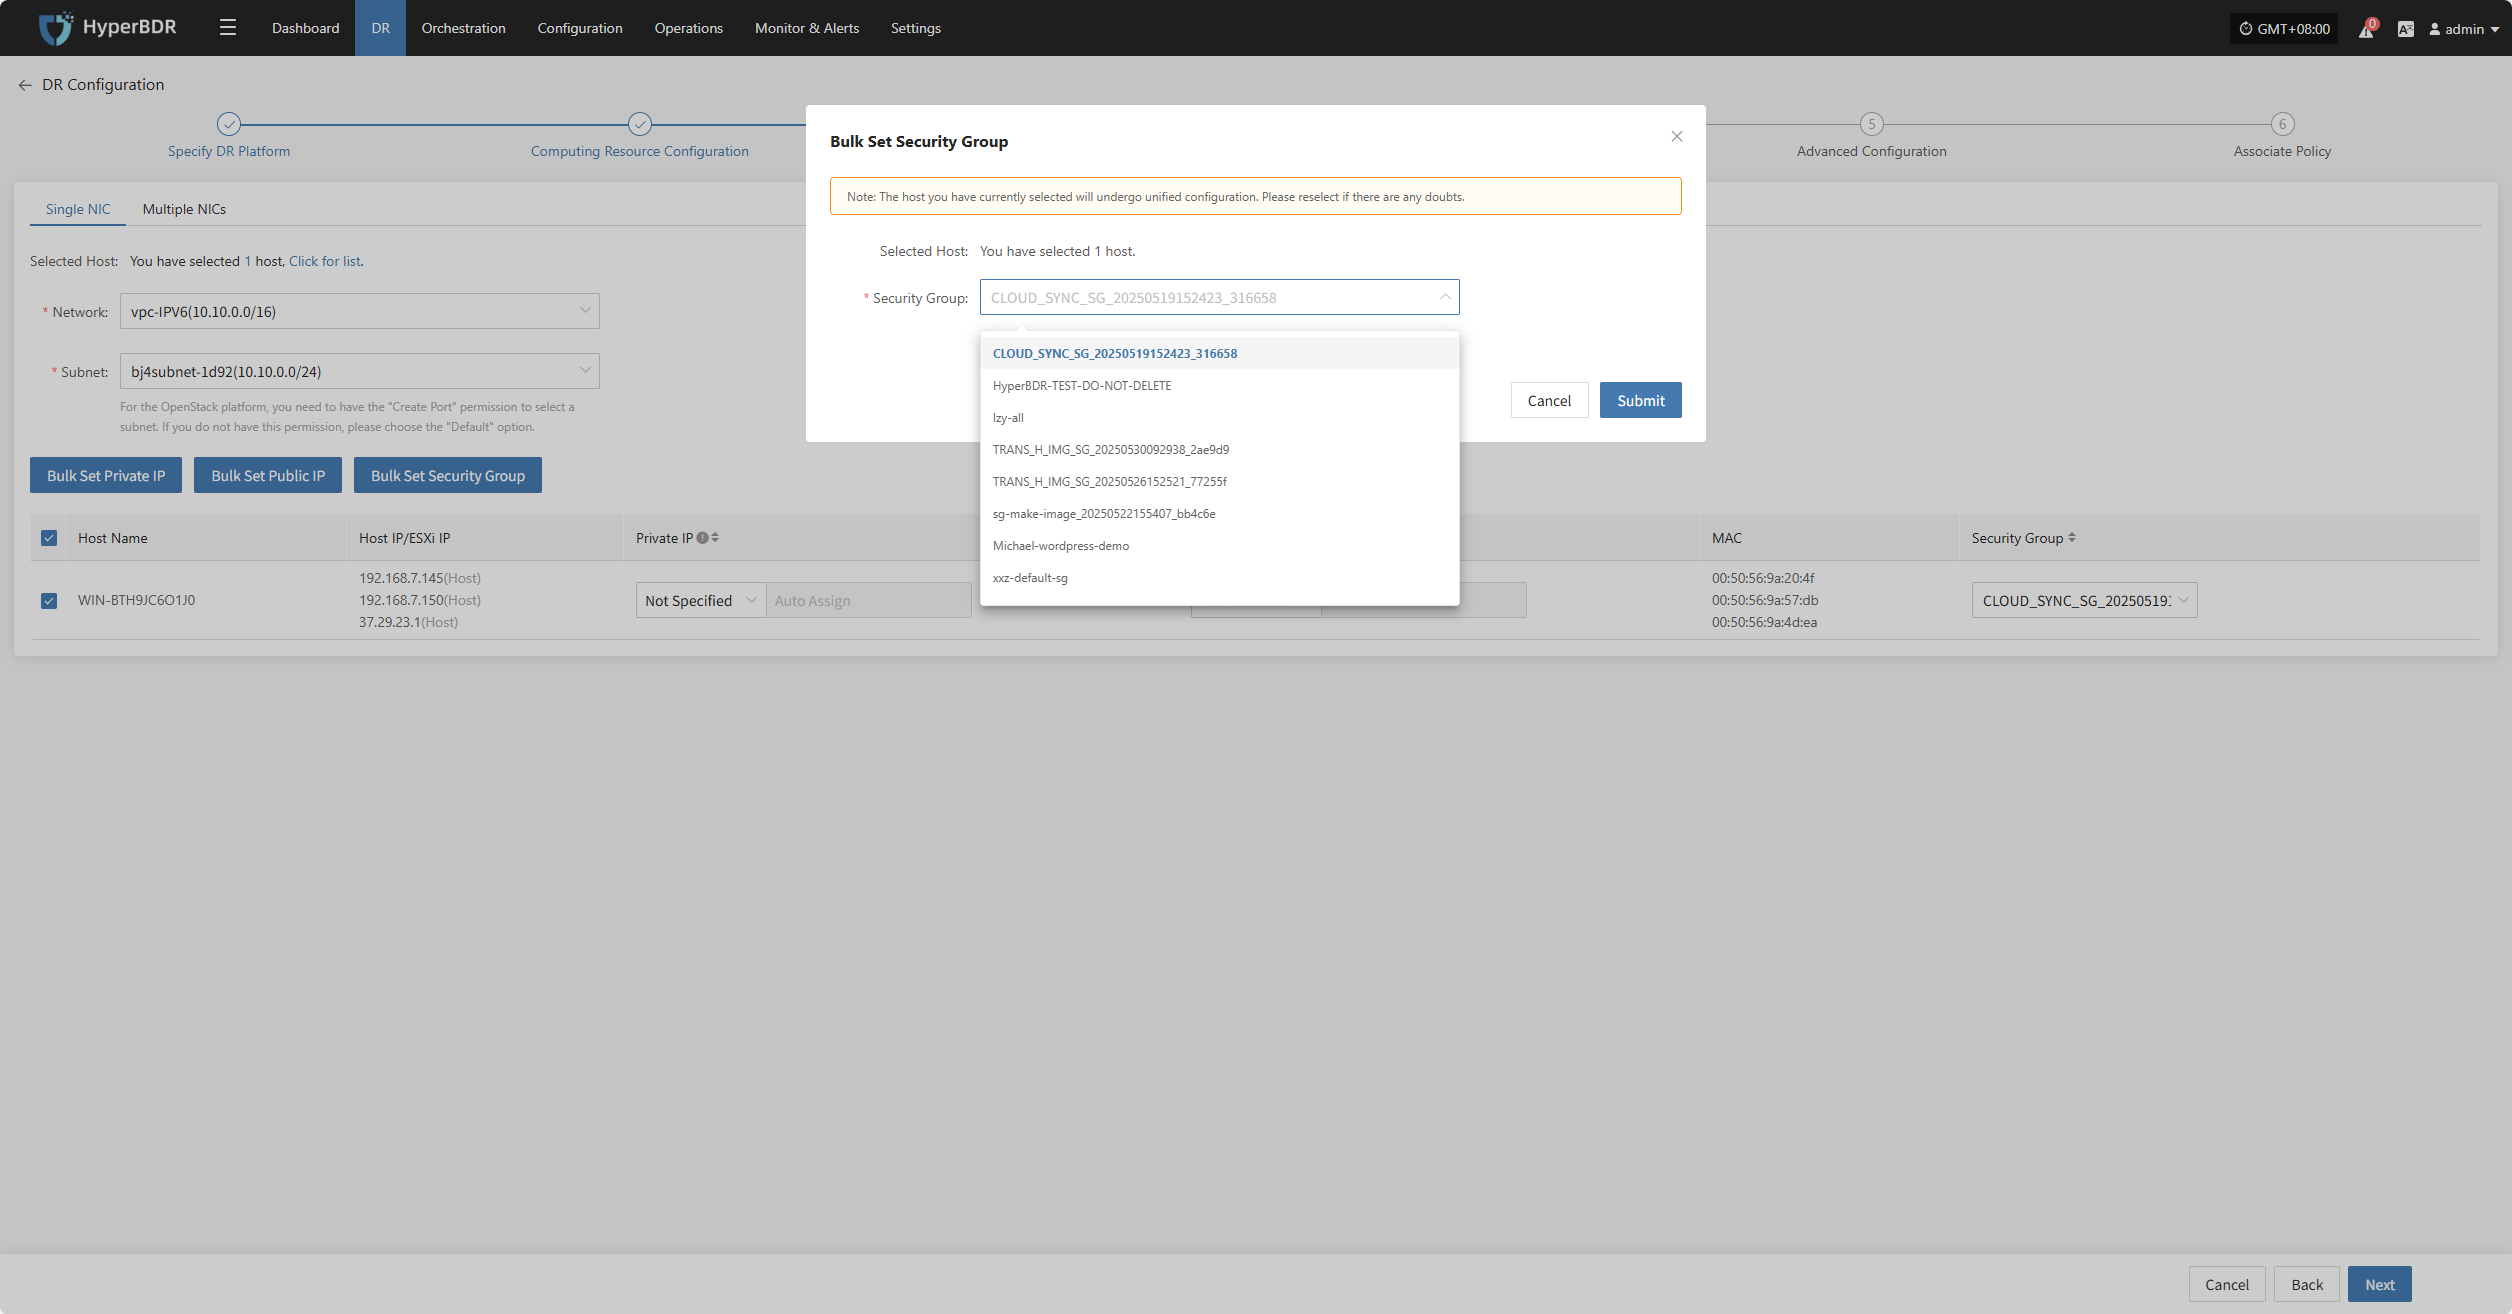 HyperBDR
Dashboard
DR
Orchestration
Configuration
Operations
Monitor & Alerts
Settings
GMT+08:00
0
admin
DR Configuration
Specify DR Platform
Computing Resource Configuration
5
Advanced Configuration
6
Associate Policy
Bulk Set Security Group
Note: The host you have currently selected will undergo unified configuration. Please reselect if there are any doubts.
Selected Host: You have selected 1 host.
* Security Group: CLOUD_SYNC_SG_20250519152423_316658
CLOUD_SYNC_SG_20250519152423_316658
HyperBDR-TEST-DO-NOT-DELETE
lzy-all
TRANS_H_IMG_SG_20250530092938_2ae9d9
TRANS_H_IMG_SG_20250526152521_77255f
sg-make-image_20250522155407_bb4c6e
Michael-wordpress-demo
xxz-default-sg
Cancel
Submit
Single NIC
Multiple NICs
Selected Host: You have selected 1 host, Click for list.
* Network: vpc-IPV6(10.10.0.0/16)
* Subnet: bj4subnet-1d92(10.10.0.0/24)
For the OpenStack platform, you need to have the "Create Port" permission to select a
subnet. If you do not have this permission, please choose the "Default" option.
Bulk Set Private IP
Bulk Set Public IP
Bulk Set Security Group
Host Name
Host IP/ESXi IP
Private IP
MAC
Security Group
WIN-BTH9JC6O1J0
192.168.7.145(Host)
192.168.7.150(Host)
37.29.23.1(Host)
Not Specified
Auto Assign
00:50:56:9a:20:4f
00:50:56:9a:57:db
00:50:56:9a:4d:ea
CLOUD_SYNC_SG_20250519
Cancel
Back
Next